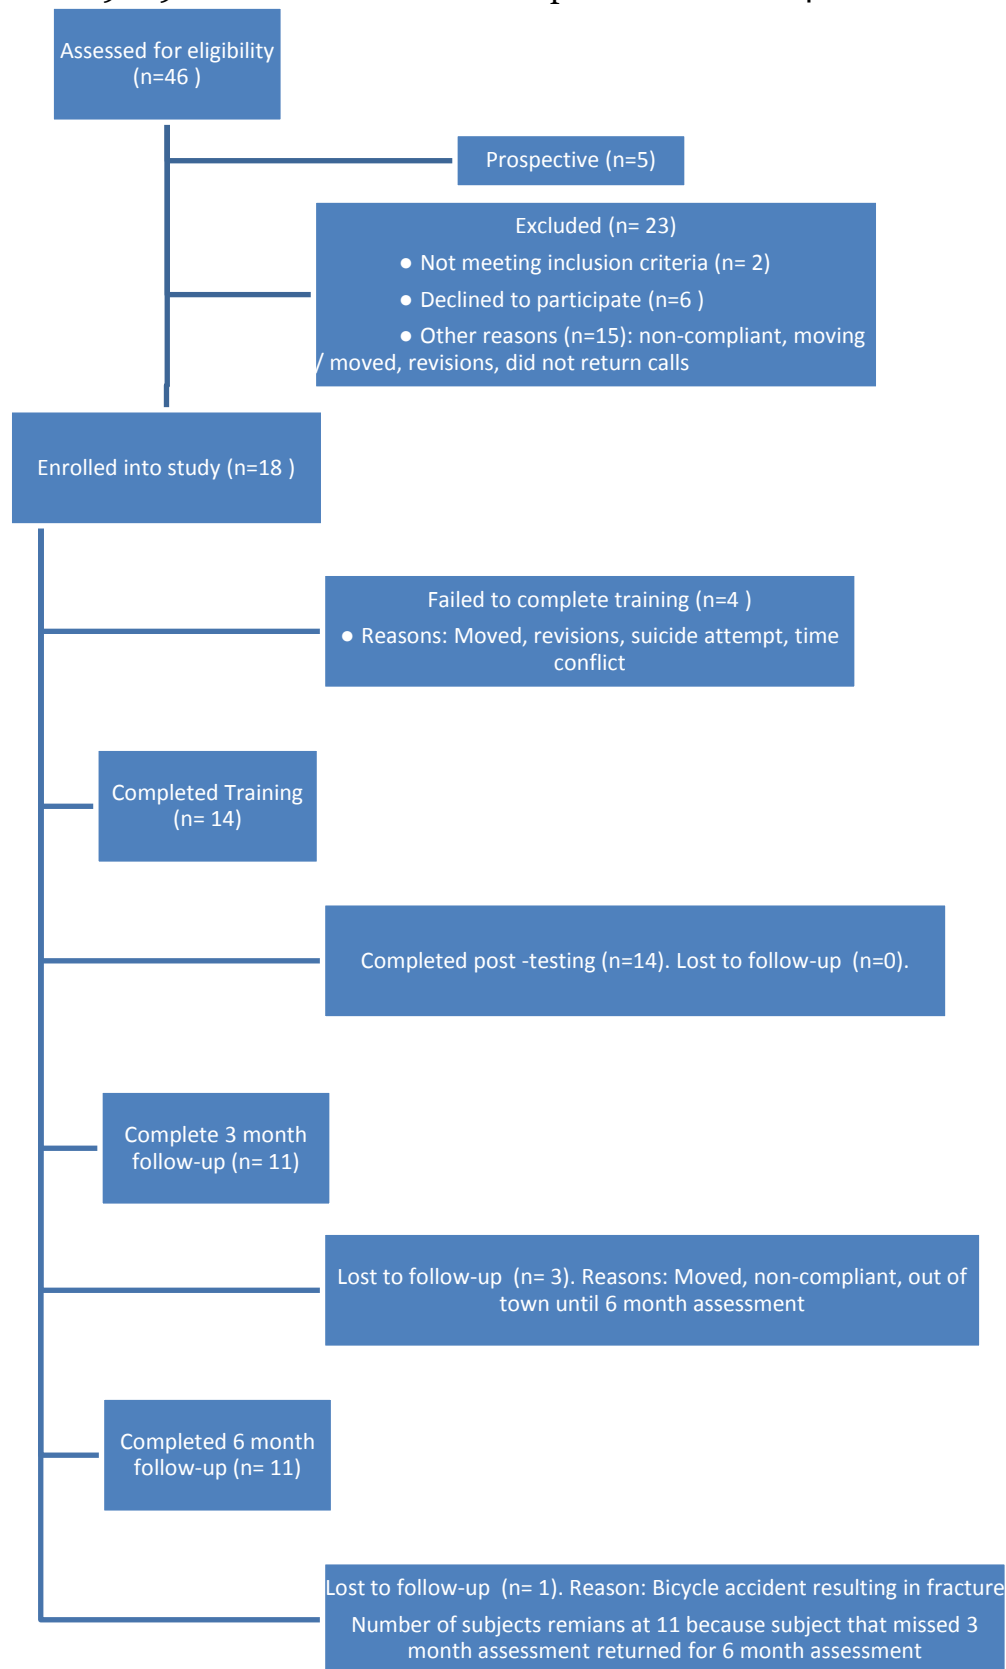 Assessed for eligibility
(n=46 )
Prospective (n=5)
Excluded (n= 23)
● Not meeting inclusion criteria (n= 2)
● Declined to participate (n=6 )
● Other reasons (n=15): non-compliant, moving
/ moved, revisions, did not return calls
Enrolled into study (n=18 )
Failed to complete training (n=4 )
● Reasons: Moved, revisions, suicide attempt, time
conflict
Completed Training
(n= 14)
Completed post -testing (n=14). Lost to follow-up (n=0).
Complete 3 month
follow-up (n= 11)
Lost to follow-up (n= 3). Reasons: Moved, non-compliant, out of
town until 6 month assessment
Completed 6 month
follow-up (n= 11)
Lost to follow-up (n= 1). Reason: Bicycle accident resulting in fracture
Number of subjects remians at 11 because subject that missed 3
month assessment returned for 6 month assessment